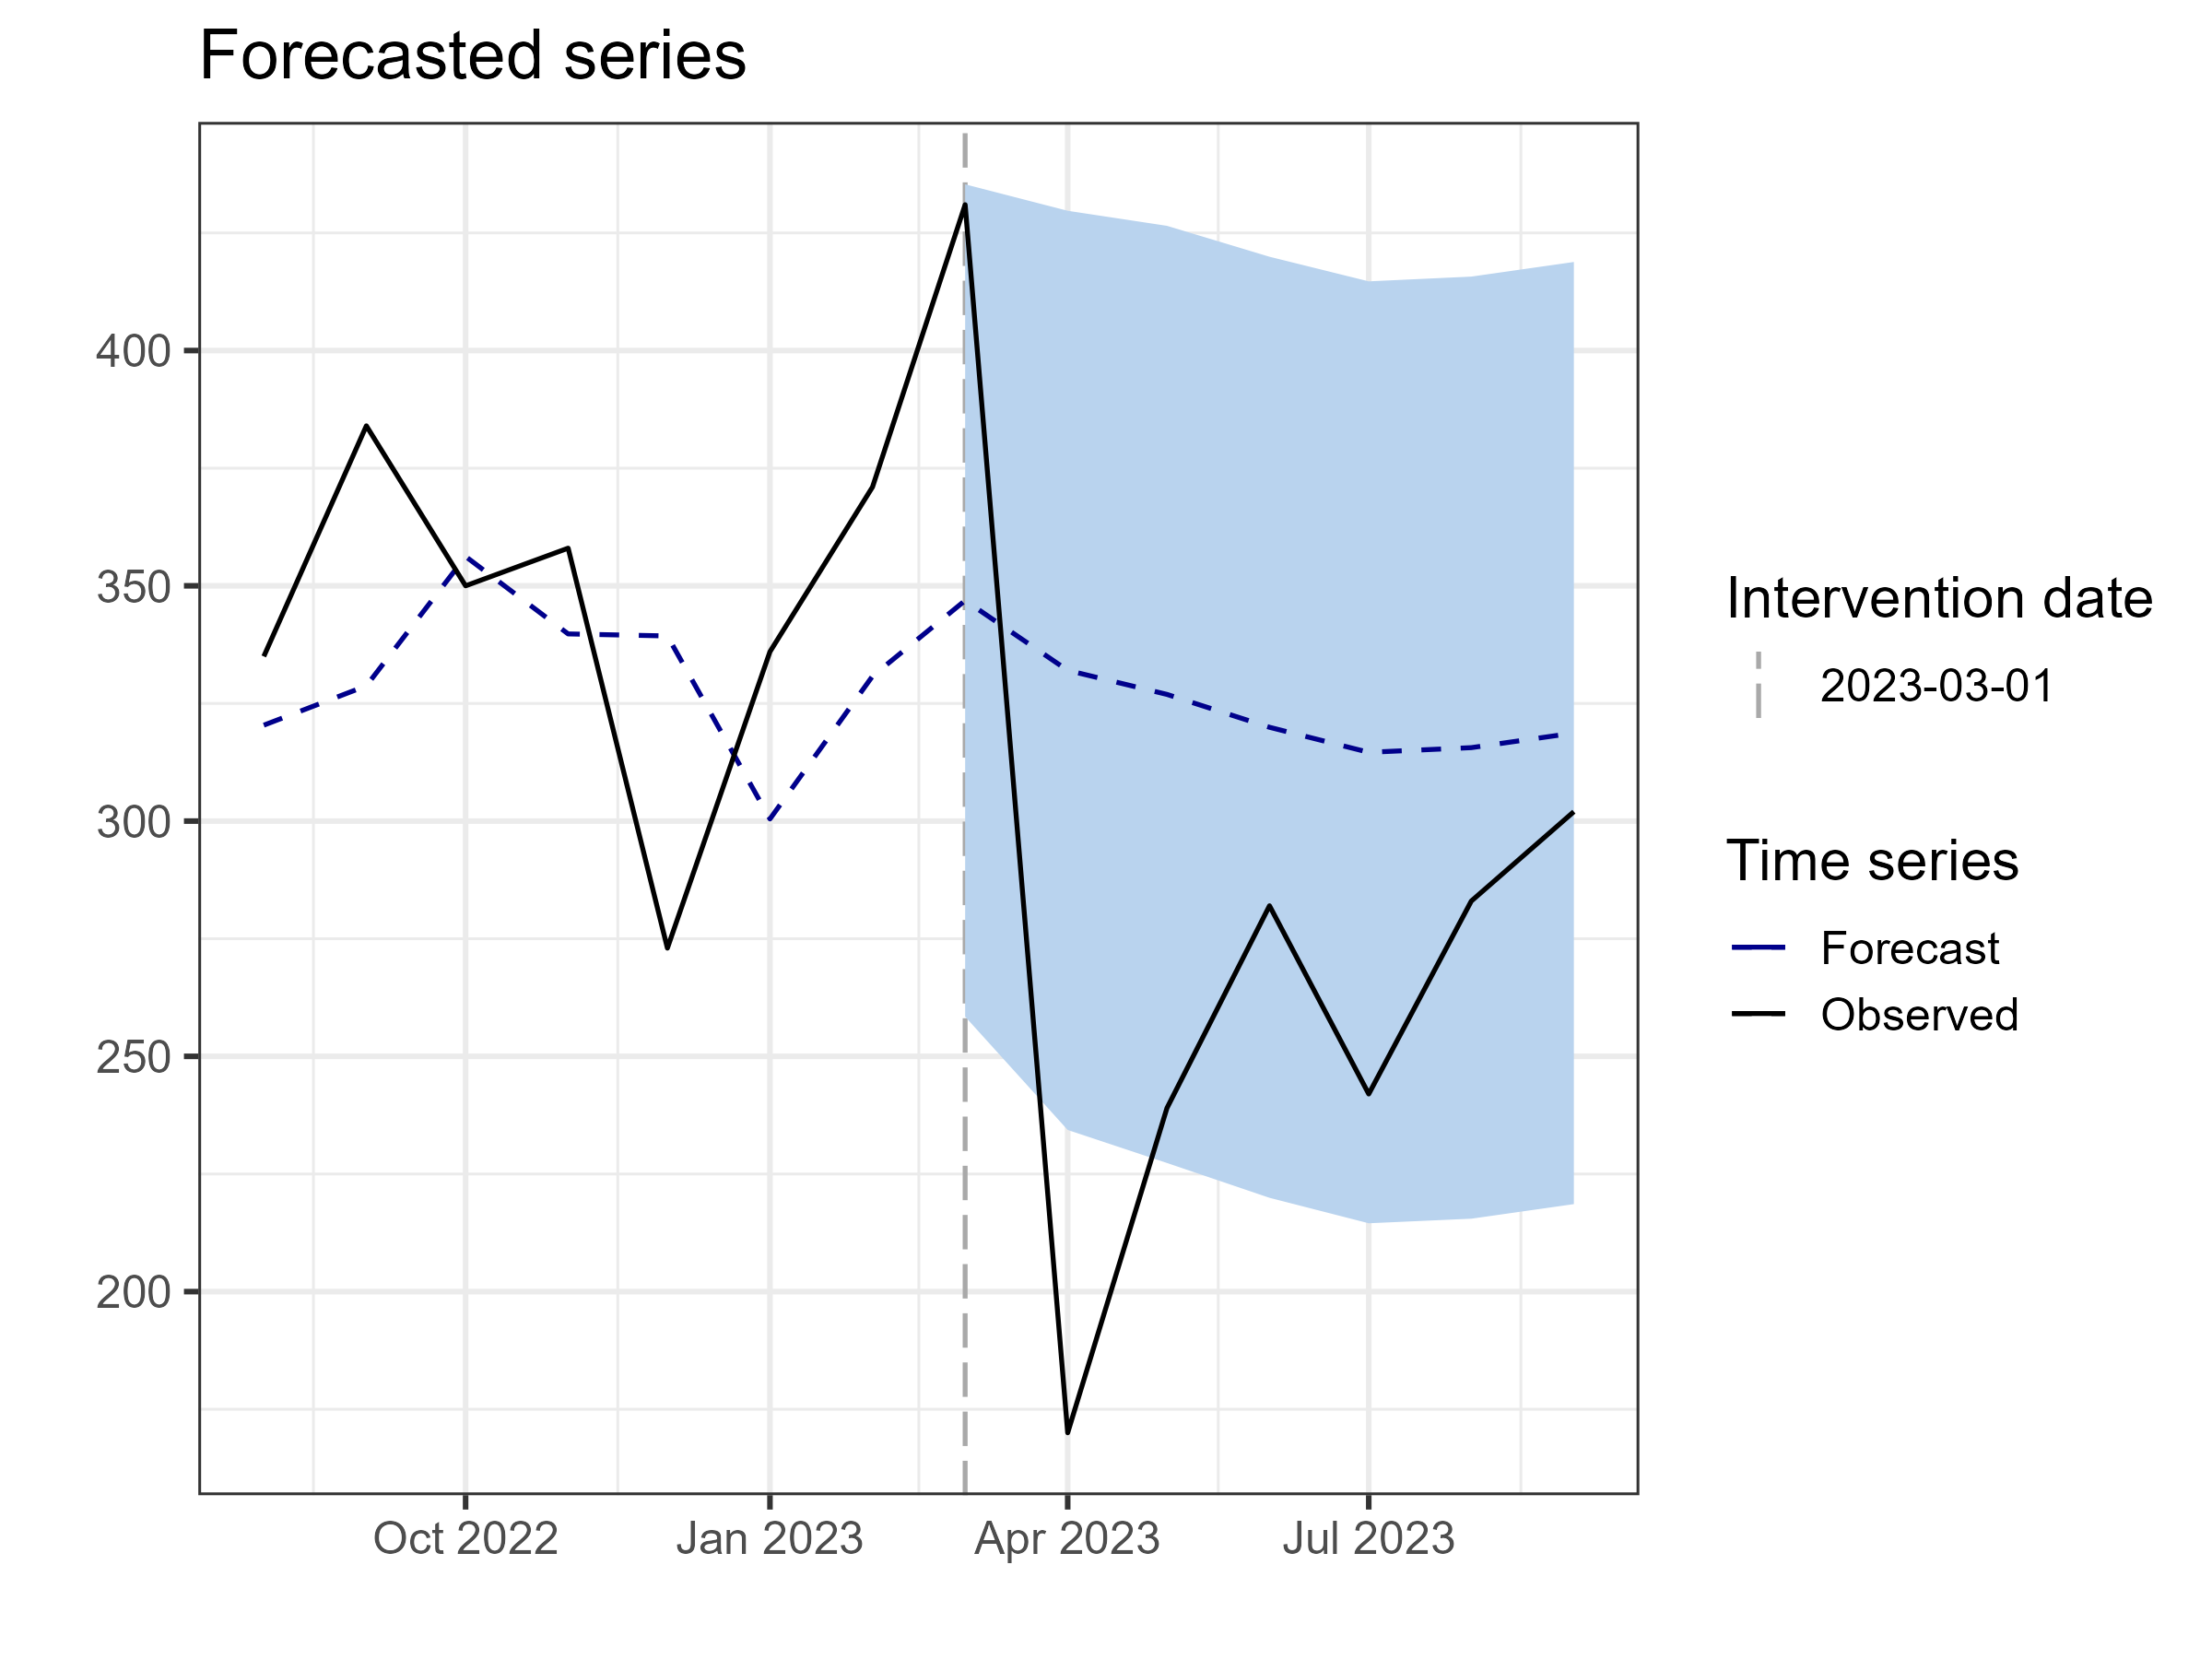 Forecasted series
400
350
300
250
200
Oct 2022
Jan 2023
Apr 2023
Jul 2023
Intervention date
2023-03-01
Time series
Forecast
Observed